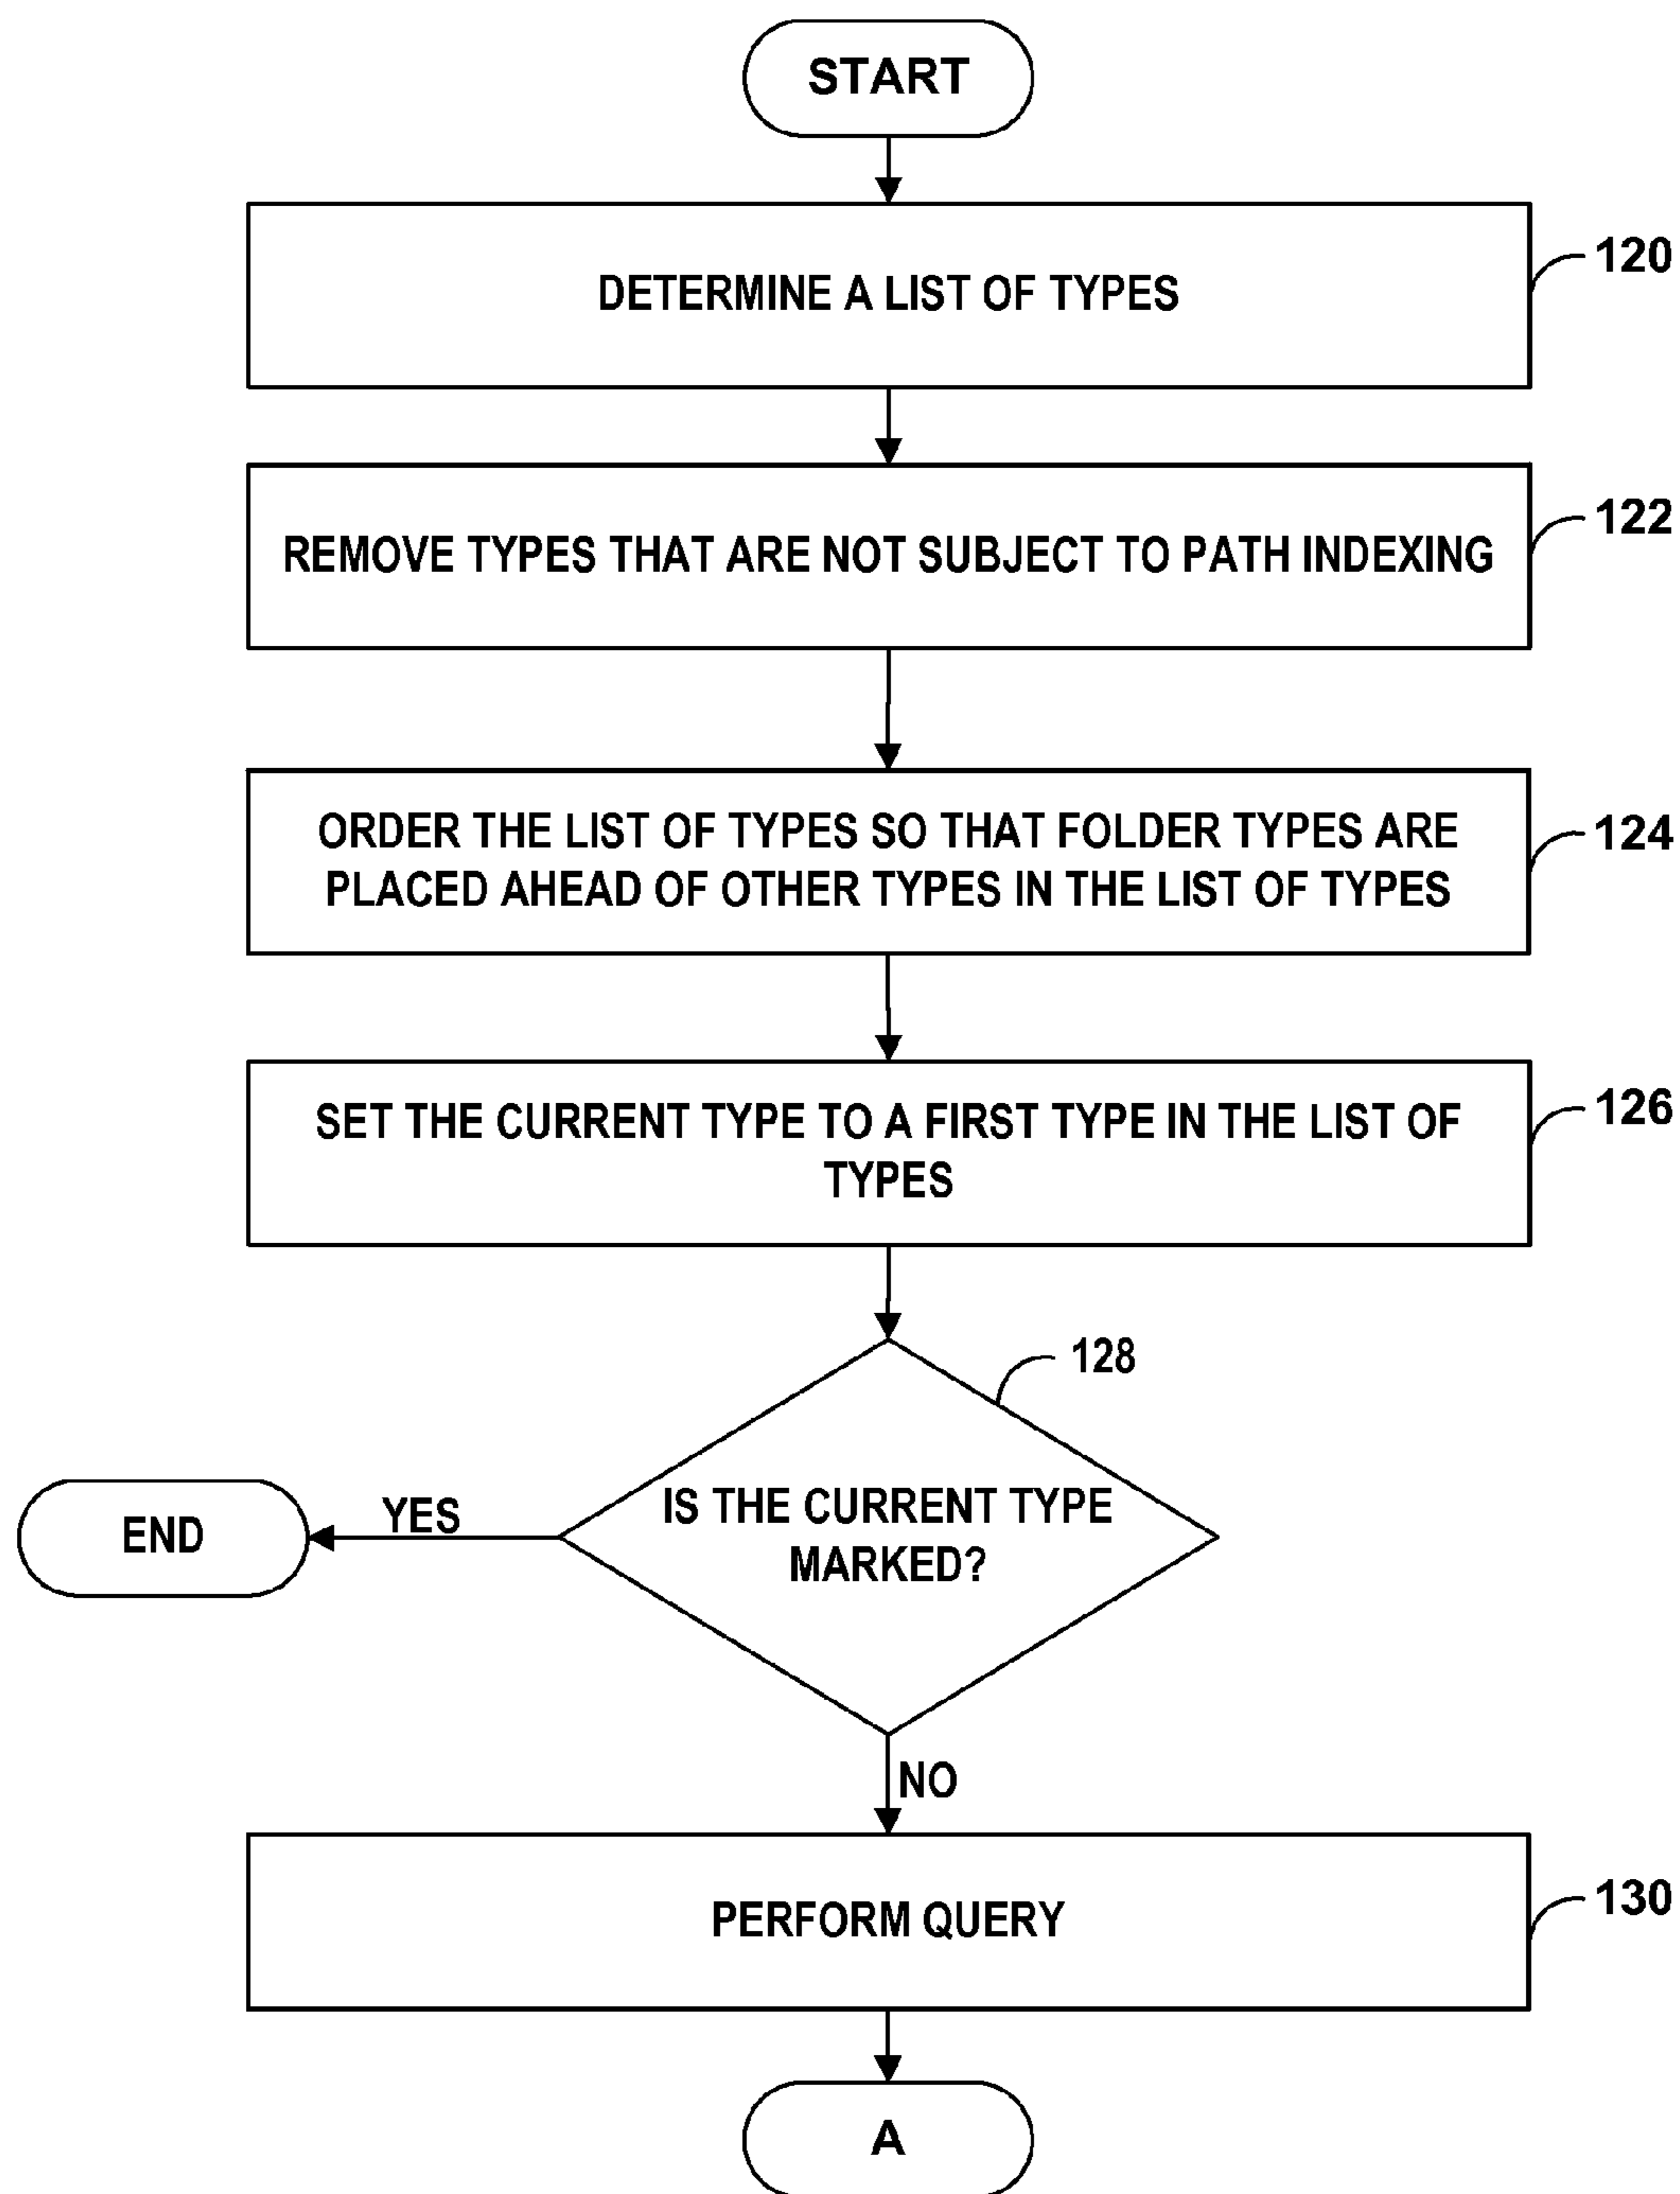 START
DETERMINE A LIST OF TYPES
120
REMOVE TYPES THAT ARE NOT SUBJECT TO PATH INDEXING
122
ORDER THE LIST OF TYPES SO THAT FOLDER TYPES ARE
PLACED AHEAD OF OTHER TYPES IN THE LIST OF TYPES
124
SET THE CURRENT TYPE TO A FIRST TYPE IN THE LIST OF
TYPES
126
128
IS THE CURRENT TYPE
MARKED?
YES
END
NO
PERFORM QUERY
130
A